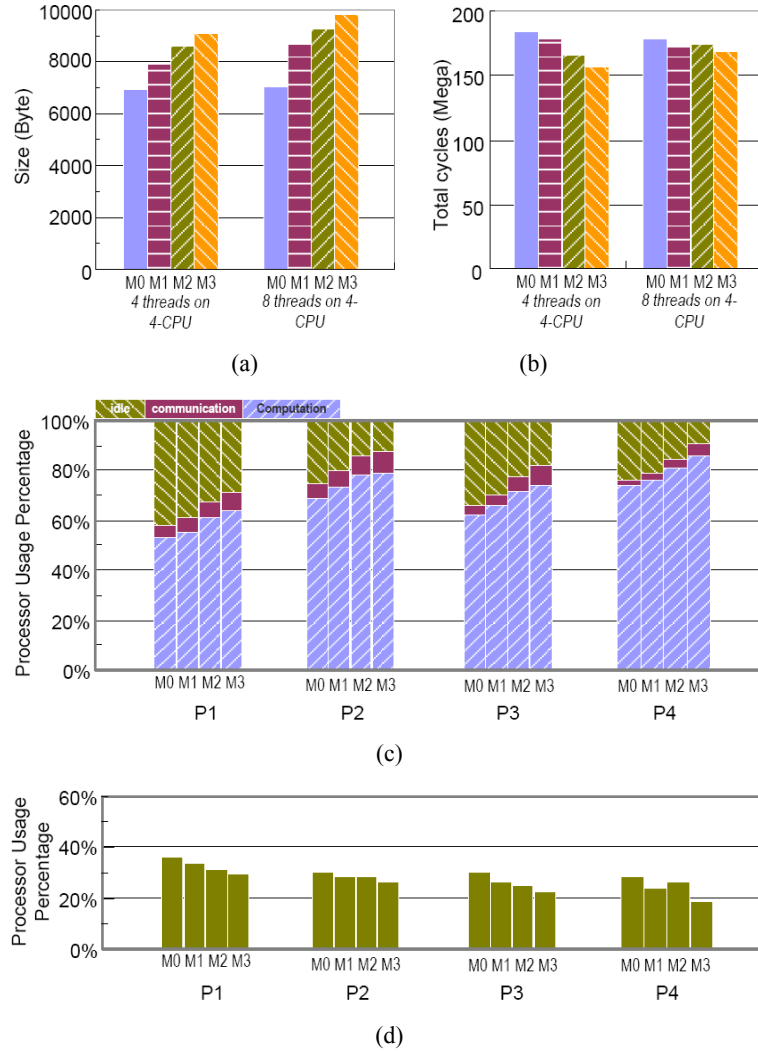 10000
8000
6000
4000
2000
0
Size (Byte)
M0 M1 M2 M3
M0 M1 M2 M3
4 threads on
4-CPU
8 threads on 4-
CPU
(a)
200
150
100
50
0
Total cycles (Mega)
M0 M1 M2 M3
M0 M1 M2 M3
4 threads on
4-CPU
8 threads on 4-
CPU
(b)
idle communication Computation
100%
80%
60%
40%
20%
0%
Processor Usage Percentage
M0 M1 M2 M3
M0 M1 M2 M3
M0 M1 M2 M3
M0 M1 M2 M3
P1 P2 P3 P4
(c)
60%
40%
20%
0%
Processor Usage
Percentage
M0 M1 M2 M3
M0 M1 M2 M3
M0 M1 M2 M3
M0 M1 M2 M3
P1 P2 P3 P4
(d)